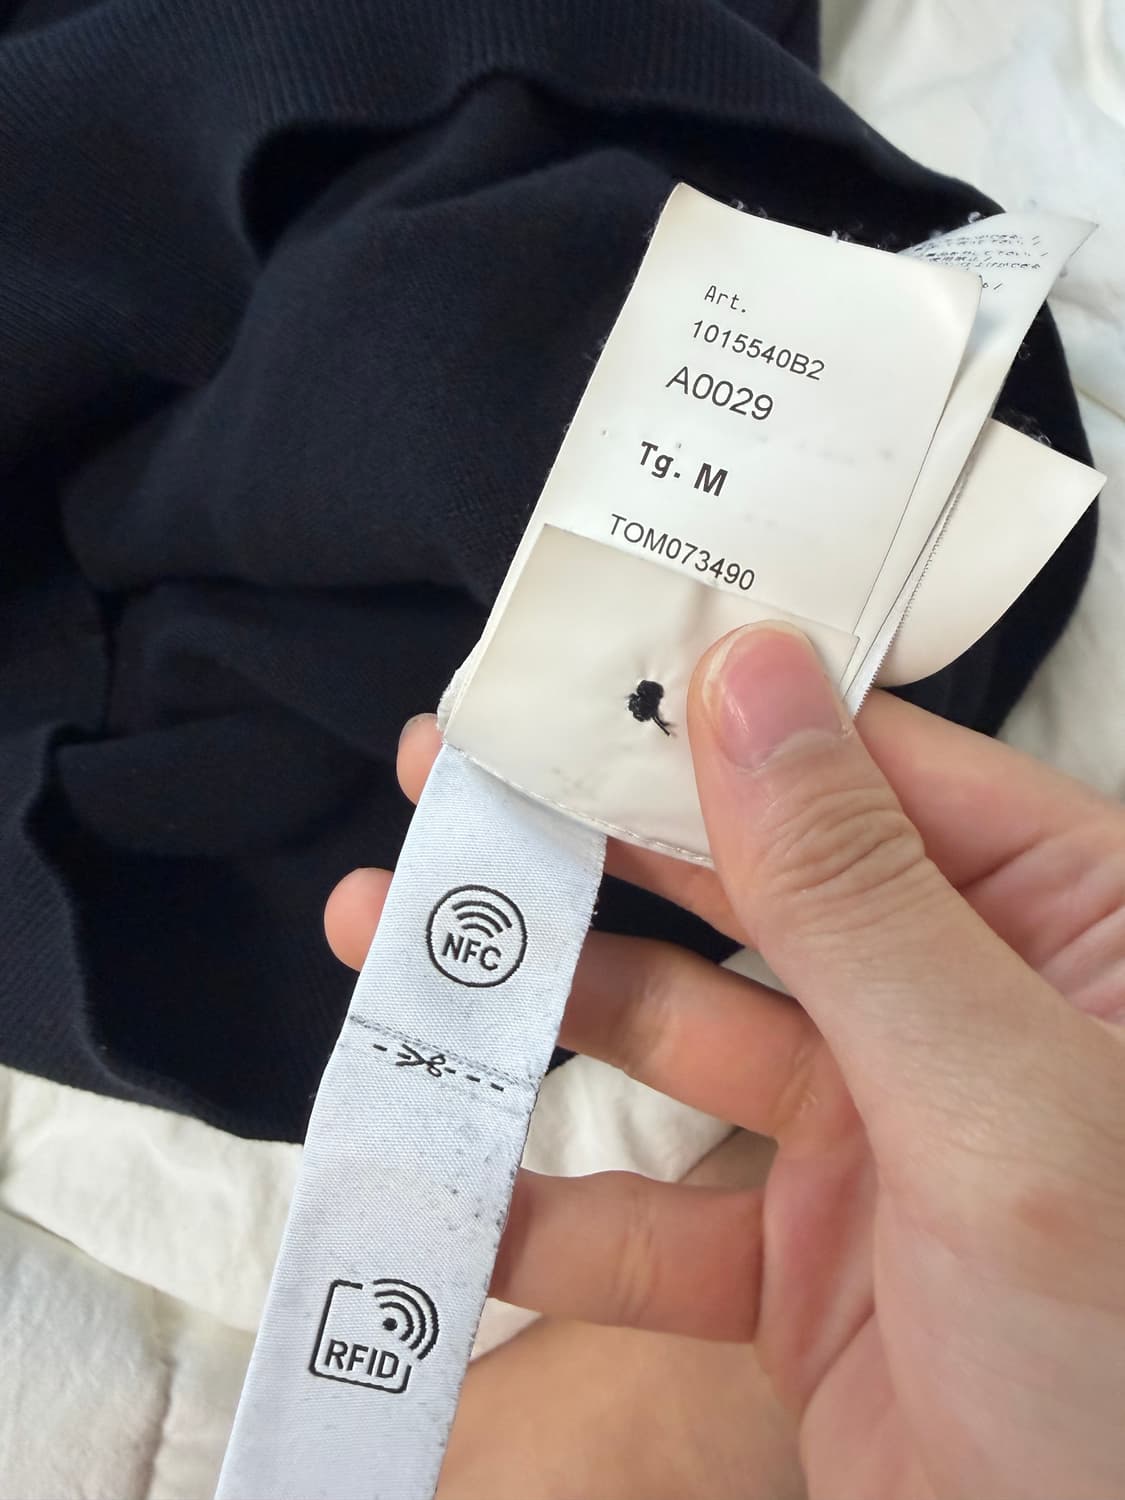 Art.
1015540B2
A0029
Tg. M
TOM073490
NFC
RFID